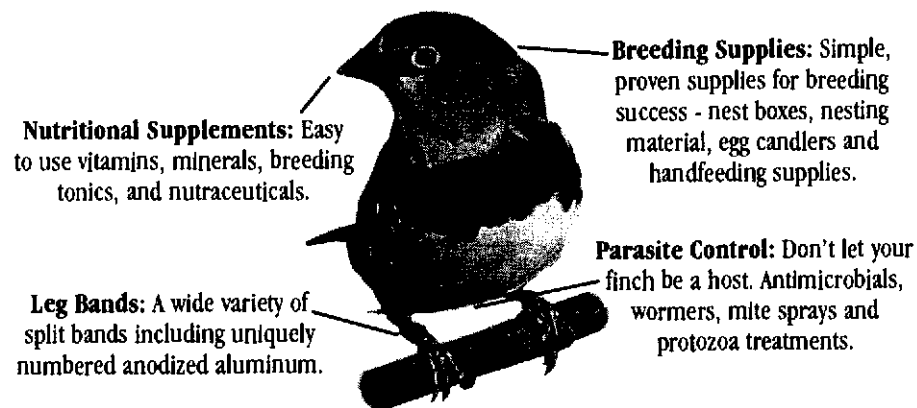 Breeding Supplies: Simple,
proven supplies for breeding
success - nest boxes, nesting
material, egg candlers and
handfeeding supplies.
Nutritional Supplements: Easy
to use vitamins, minerals, breeding
tonics, and nutraceuticals.
Parasite Control: Don't let your
finch be a host. Antimicrobials,
wormers, mite sprays and
protozoa treatments.
Leg Bands: A wide variety of
split bands including uniquely
numbered anodized aluminum.